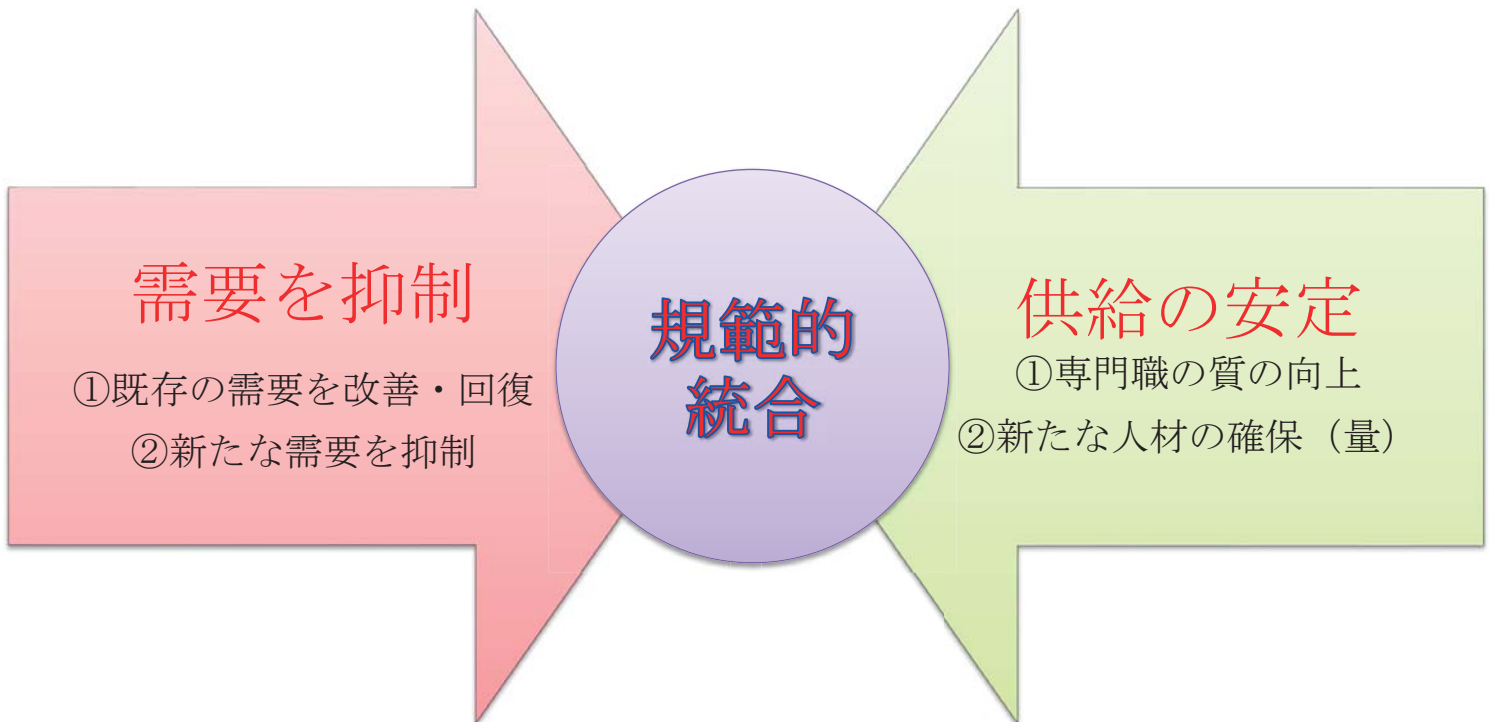 需要を抑制
①既存の需要を改善・回復
②新たな需要を抑制
規範的
統合
供給の安定
①専門職の質の向上
②新たな人材の確保（量）